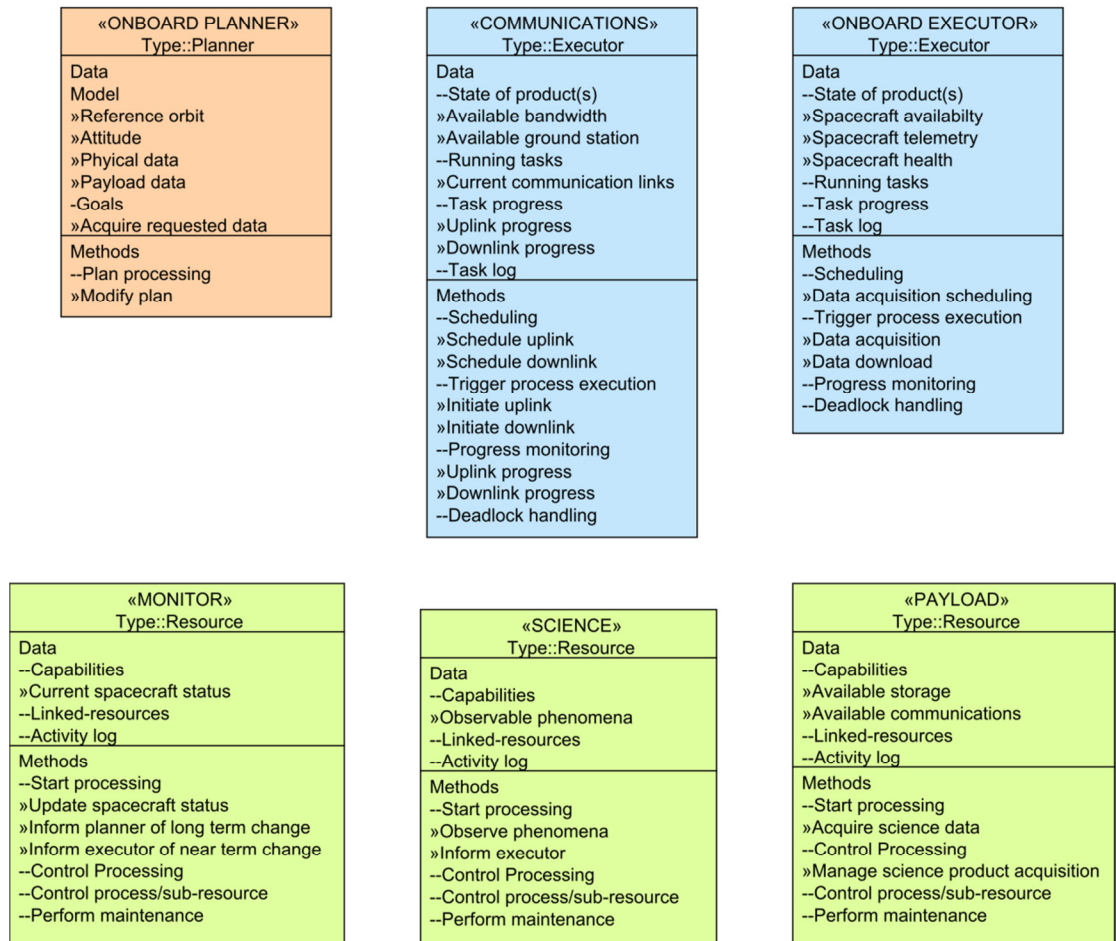 «ONBOARD PLANNER»
Type::Planner
Data
Model
»Reference orbit
»Attitude
»Phyical data
»Payload data
-Goals
»Acquire requested data
Methods
--Plan processing
»Modify plan
«COMMUNICATIONS»
Type::Executor
Data
--State of product(s)
»Available bandwidth
»Available ground station
--Running tasks
»Current communication links
--Task progress
»Uplink progress
»Downlink progress
--Task log
Methods
--Scheduling
»Schedule uplink
»Schedule downlink
--Trigger process execution
»Initiate uplink
»Initiate downlink
--Progress monitoring
»Uplink progress
»Downlink progress
--Deadlock handling
«ONBOARD EXECUTOR»
Type::Executor
Data
--State of product(s)
»Spacecraft availabilty
»Spacecraft telemetry
»Spacecraft health
--Running tasks
--Task progress
--Task log
Methods
--Scheduling
»Data acquisition scheduling
--Trigger process execution
»Data acquisition
»Data download
--Progress monitoring
--Deadlock handling
«MONITOR»
Type::Resource
Data
--Capabilities
»Current spacecraft status
--Linked-resources
--Activity log
Methods
--Start processing
»Update spacecraft status
»Inform planner of long term change
»Inform executor of near term change
--Control Processing
--Control process/sub-resource
--Perform maintenance
«SCIENCE»
Type::Resource
Data
--Capabilities
»Observable phenomena
--Linked-resources
--Activity log
Methods
--Start processing
»Observe phenomena
»Inform executor
--Control Processing
--Control process/sub-resource
--Perform maintenance
«PAYLOAD»
Type::Resource
Data
--Capabilities
»Available storage
»Available communications
--Linked-resources
--Activity log
Methods
--Start processing
»Acquire science data
--Control Processing
»Manage science product acquisition
--Control process/sub-resource
--Perform maintenance